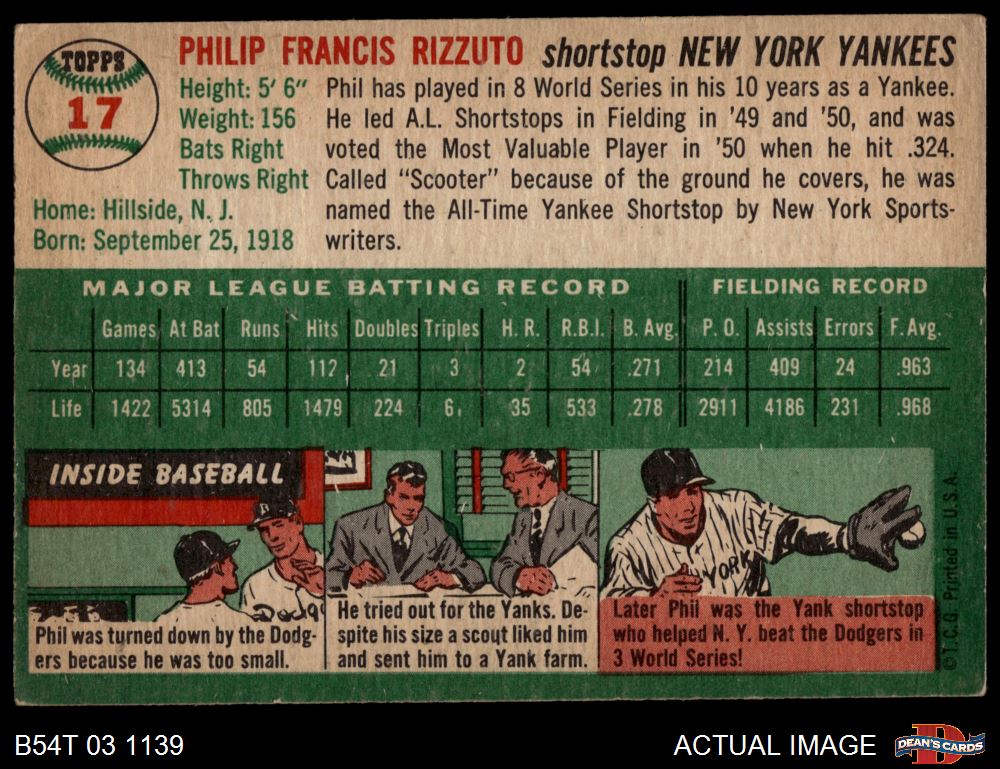 TOPPS
17
PHILIP FRANCIS RIZZUTO shortstop NEW YORK YANKEES
Height: 5' 6"
Weight: 156
Bats Right
Throws Right
Home: Hillside, N. J.
Born: September 25, 1918
Phil has played in 8 World Series in his 10 years as a Yankee.
He led A.L. Shortstops in Fielding in '49 and '50, and was
voted the Most Valuable Player in '50 when he hit .324.
Called "Scooter" because of the ground he covers, he was
named the All-Time Yankee Shortstop by New York Sports-
writers.
MAJOR LEAGUE BATTING RECORD FIELDING RECORD
Games At Bat Runs Hits Doubles Triples H. R. R.B.I. B. Avg. P. O. Assists Errors F. Avg.
Year 134 413 54 112 21 3 2 54 .271 214 409 24 .963
Life 1422 5314 805 1479 224 6 35 533 .278 2911 4186 231 .968
INSIDE BASEBALL
B
Dodg
YORK
Phil was turned down by the Dodg-
ers because he was too small.
He tried out for the Yanks. De-
spite his size a scout liked him
and sent him to a Yank farm.
Later Phil was the Yank shortstop
who helped N. Y. beat the Dodgers in
3 World Series!
©T.C.G. Printed in U.S.A.
B54T 03 1139
ACTUAL IMAGE
D
DEAN'S CARDS